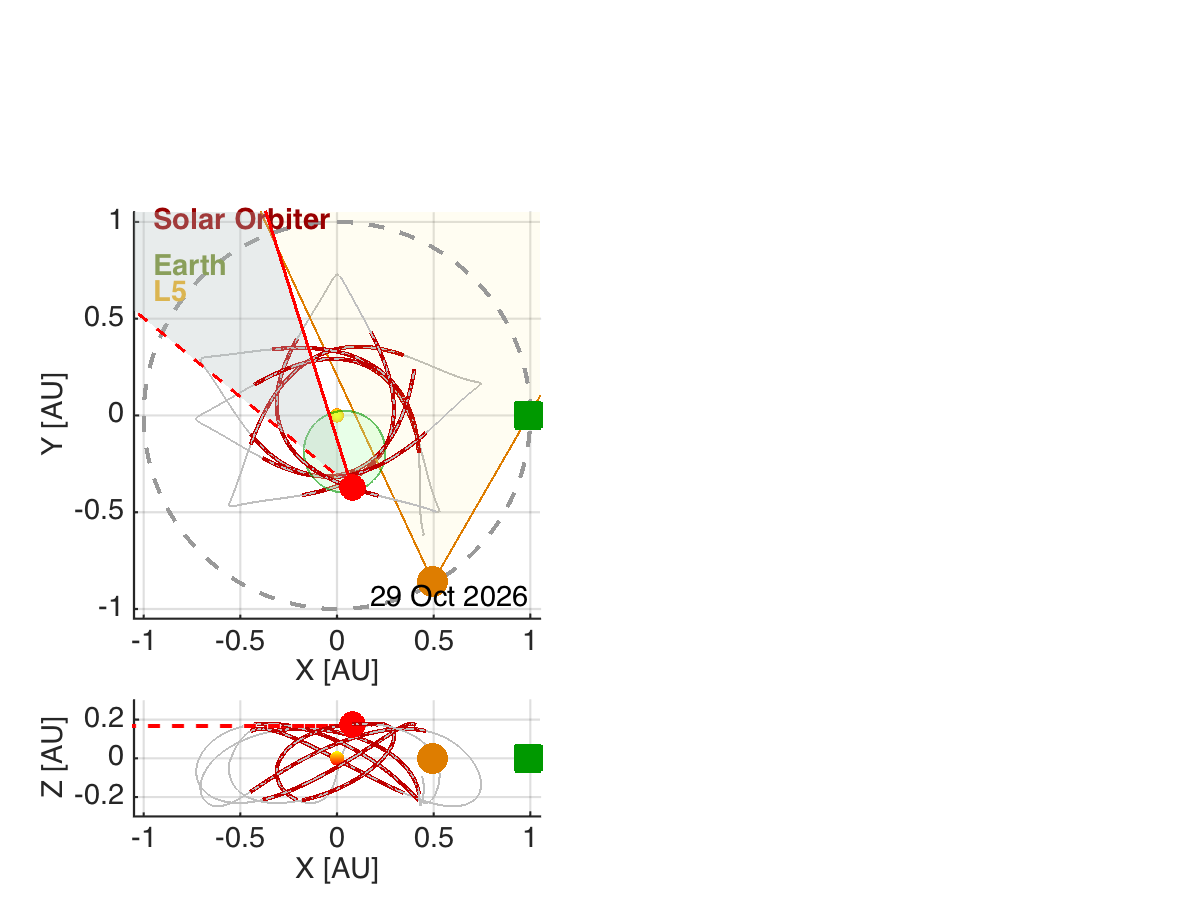 Solar Orbiter
Earth
L5
29 Oct 2026
1
0.5
0
-0.5
-1
Y [AU]
-1 -0.5 0 0.5 1
X [AU]
0.2
0
-0.2
Z [AU]
-1 -0.5 0 0.5 1
X [AU]